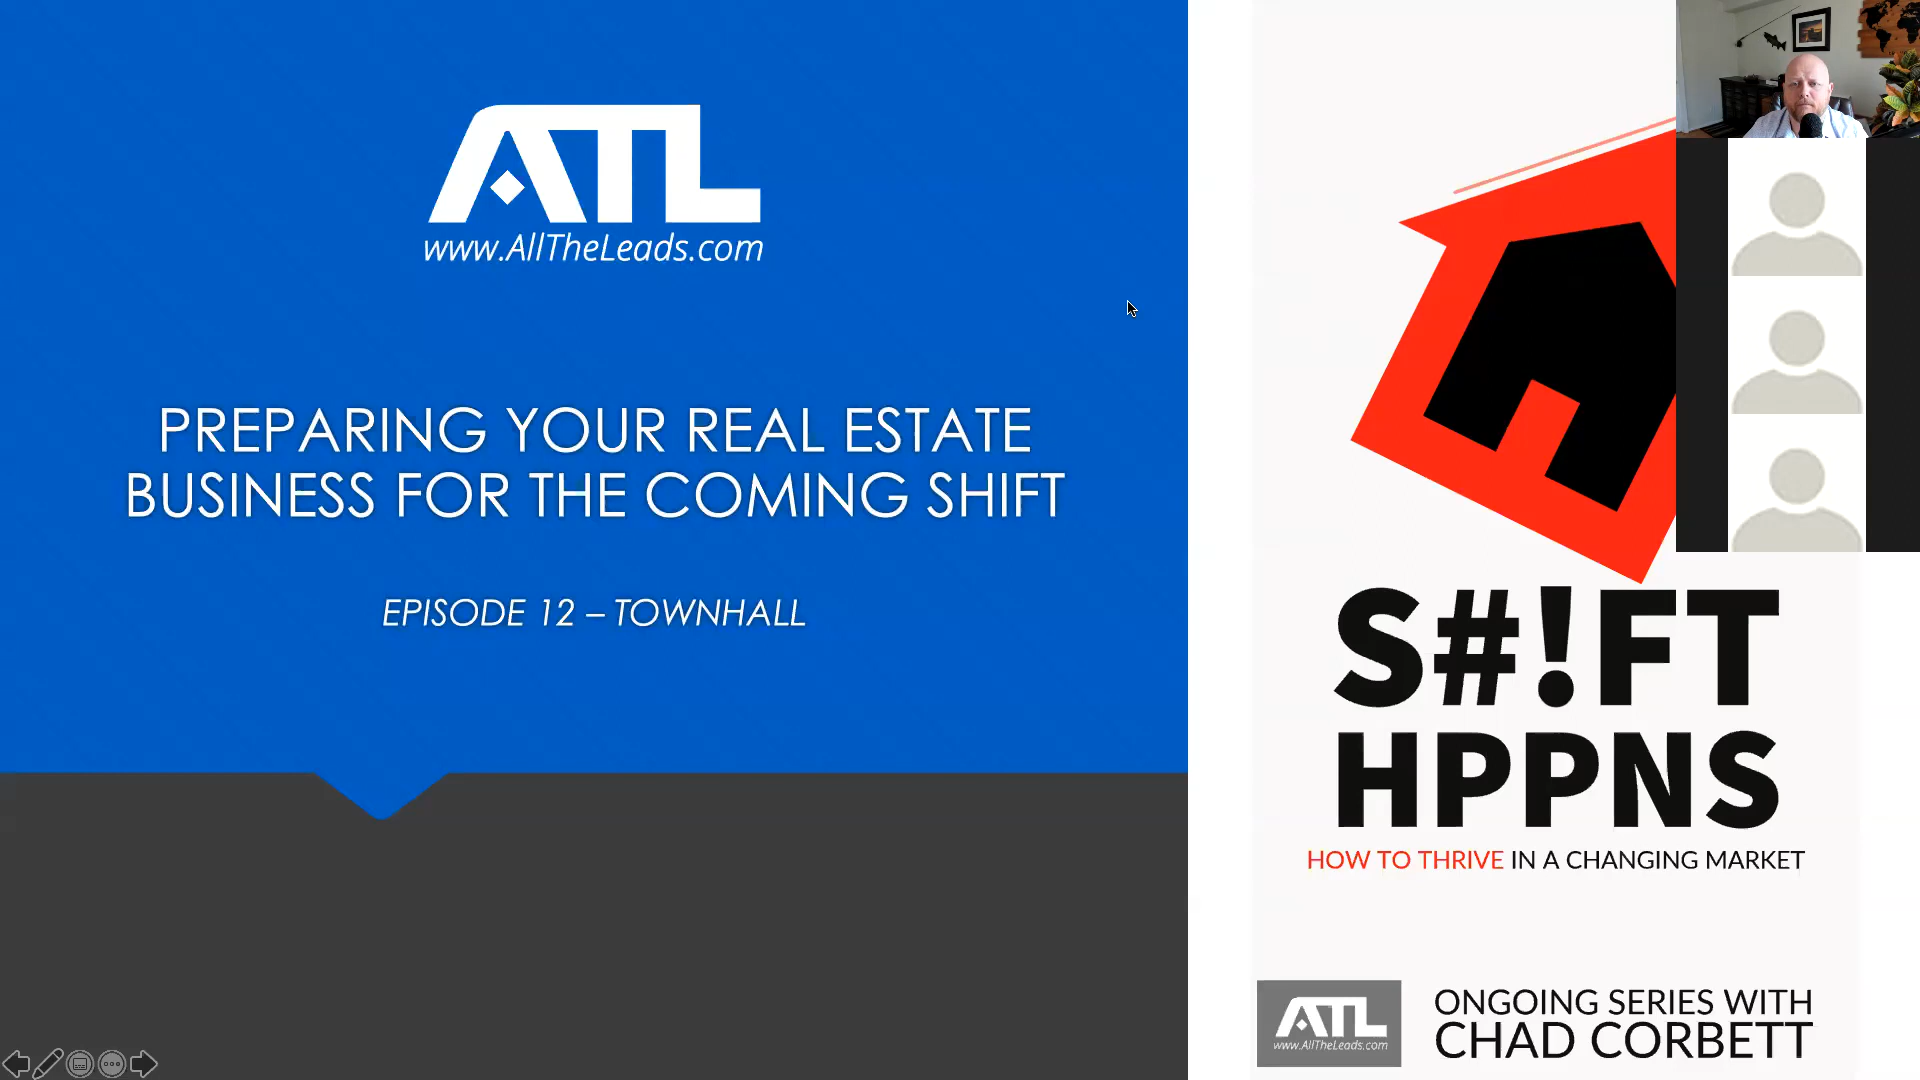 ATL
www.AllTheLeads.com
PREPARING YOUR REAL ESTATE
BUSINESS FOR THE COMING SHIFT
EPISODE 12 – TOWNHALL
S#!FT
HPPNS
HOW TO THRIVE IN A CHANGING MARKET
ATL
www.AllTheLeads.com
ONGOING SERIES WITH
CHAD CORBETT